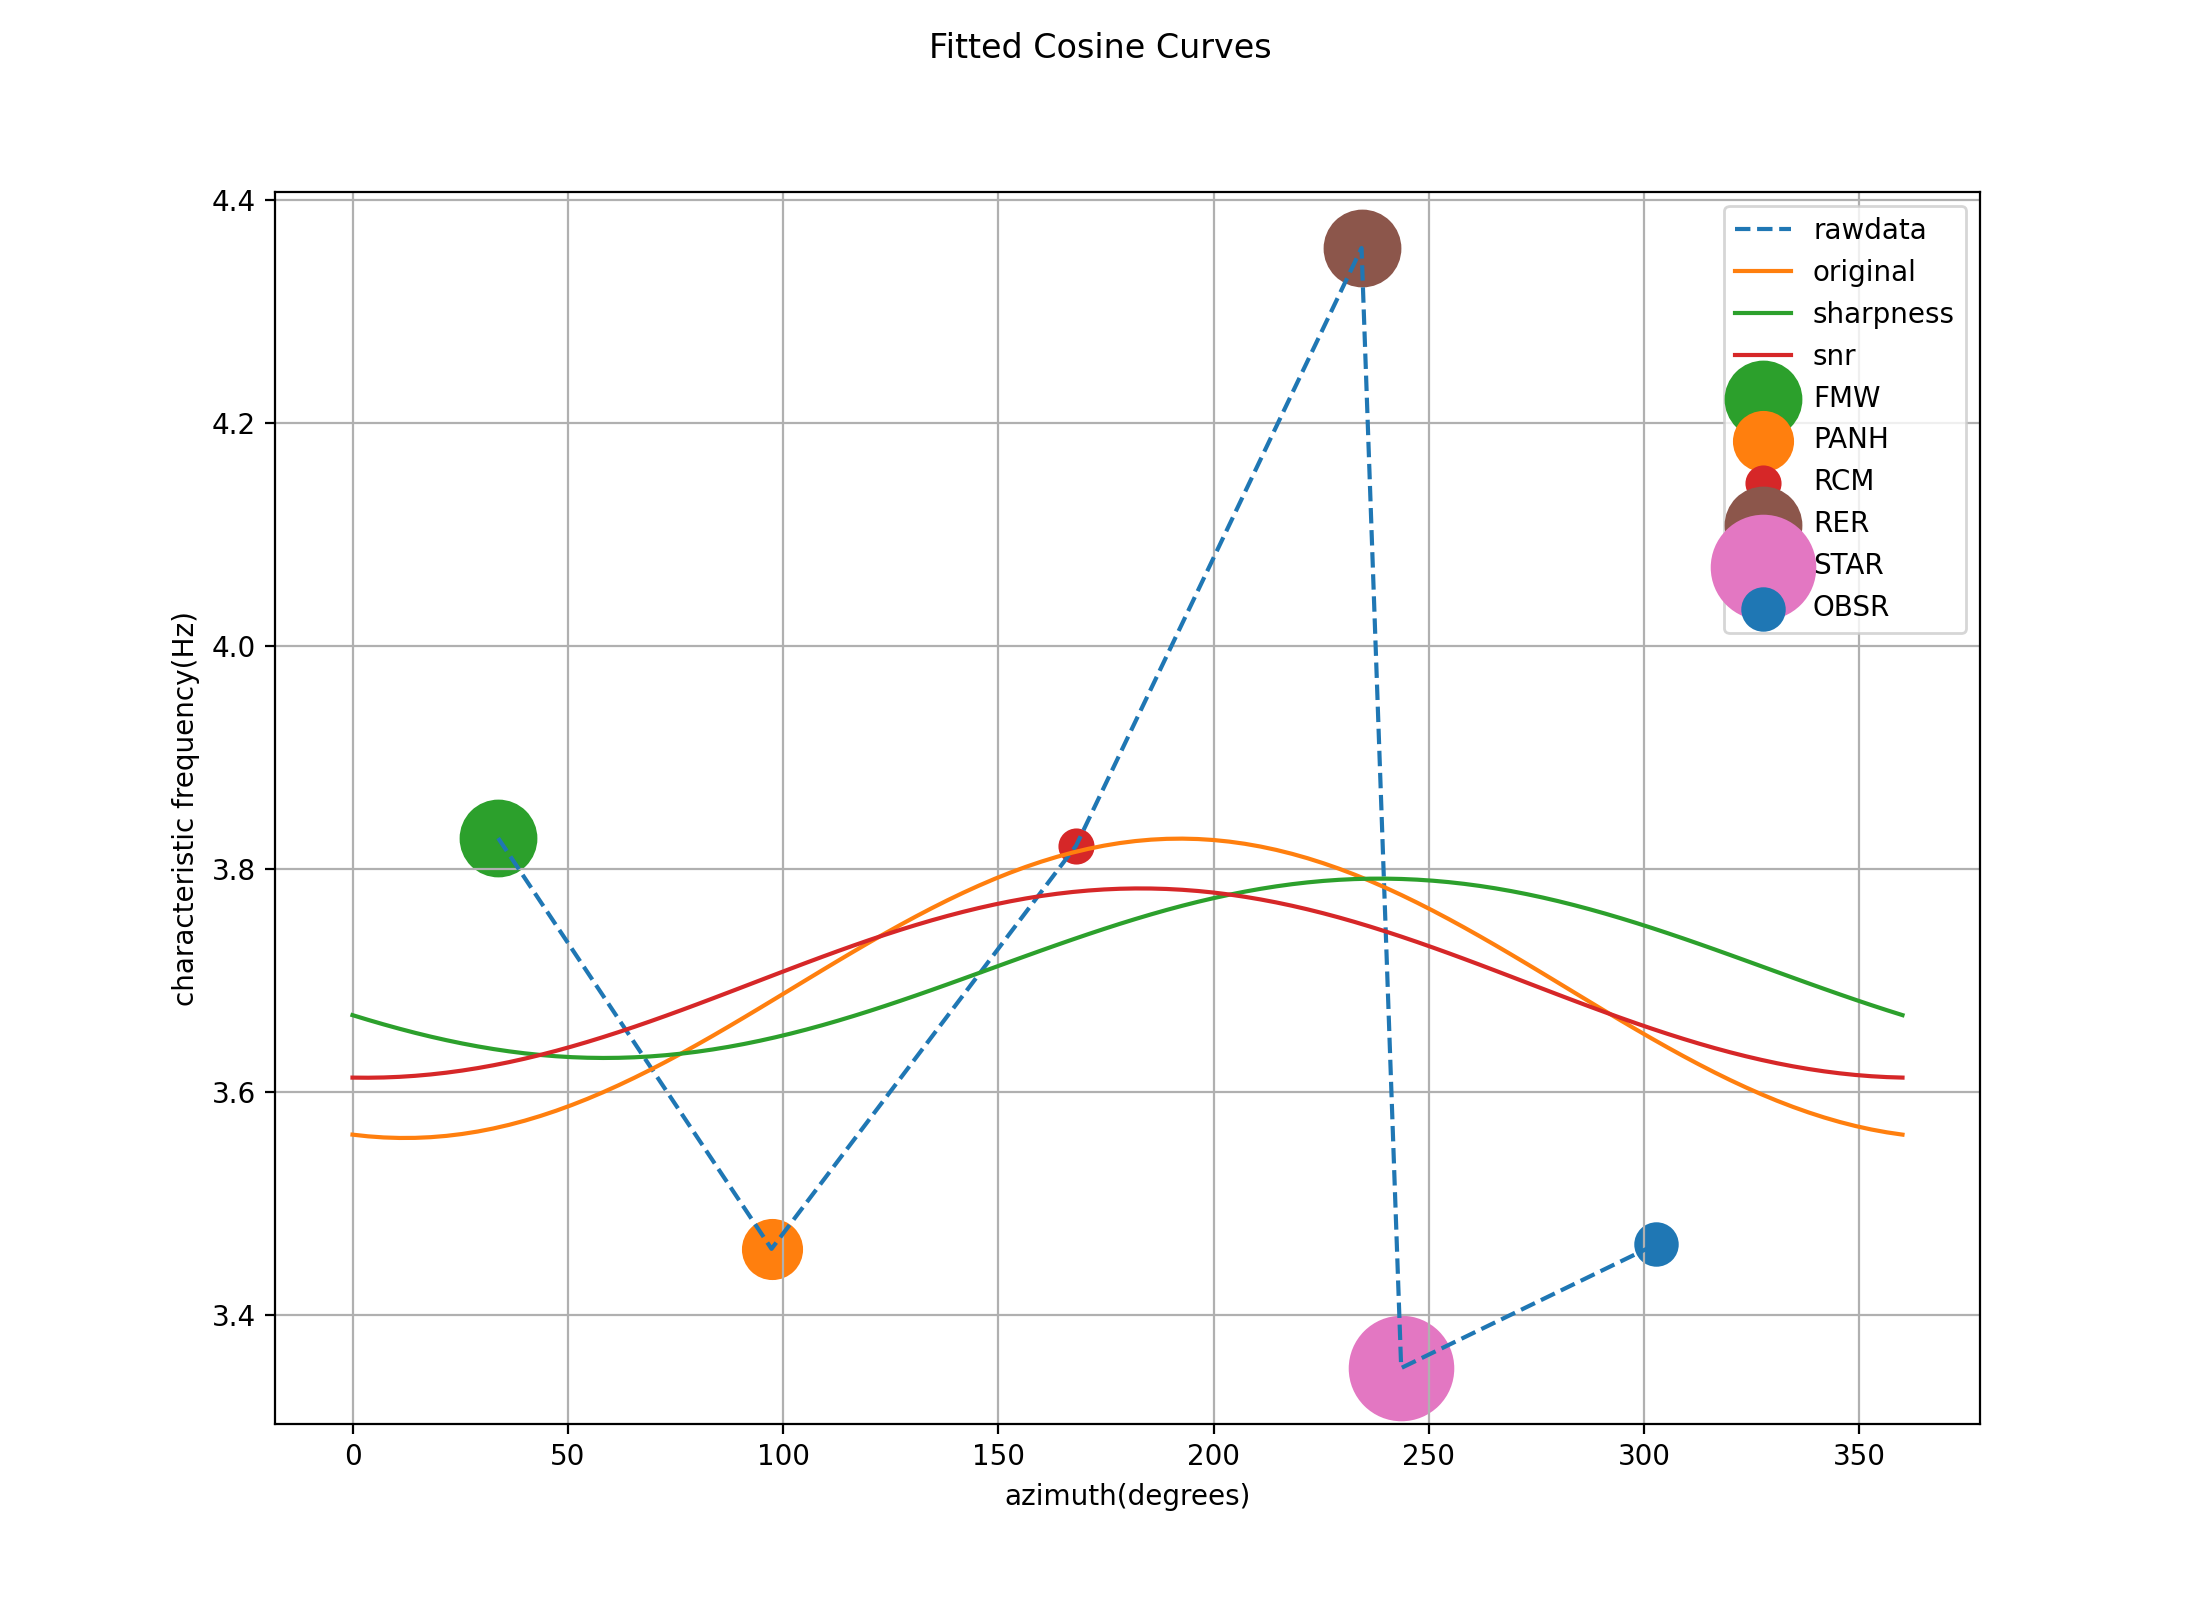 Fitted Cosine Curves
4.4
4.2
4.0
3.8
3.6
3.4
characteristic frequency(Hz)
0 50 100 150 200 250 300 350
azimuth(degrees)
rawdata
original
sharpness
snr
FMW
PANH
RCM
RER
STAR
OBSR